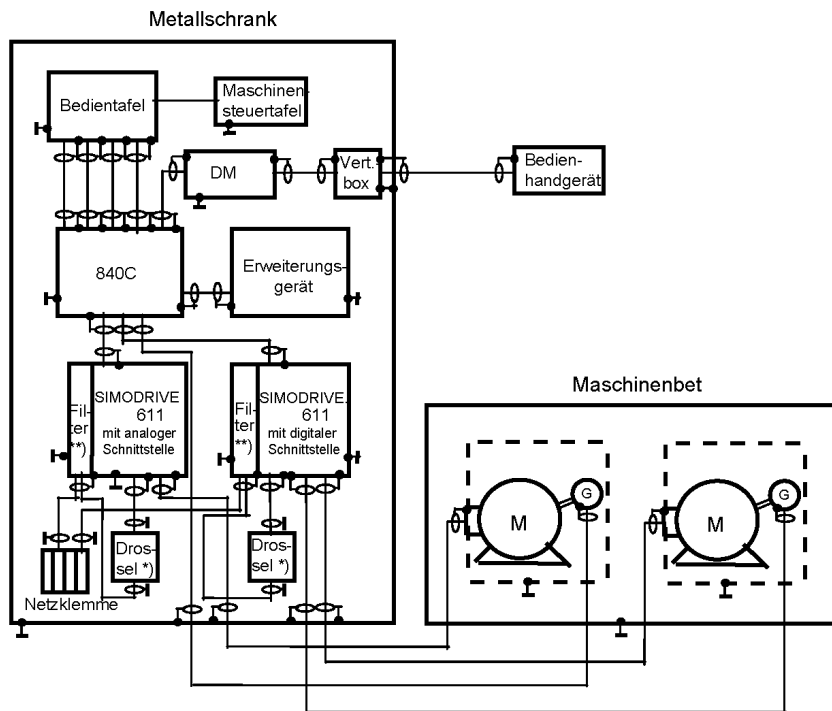 Metallschrank
Bedientafel
Maschinen
steuertafel
DM
Vert.
box
Bedien-
handgerät
840C
Erweiterungs-
gerät
Fil-
ter
**)
SIMODRIVE
611
mit analoger
Schnittstelle
Fil-
ter
**)
SIMODRIVE.
611
mit digitaler
Schnittstelle
Maschinenbet
M
G
M
G
Dros-
sel *)
Dros-
sel *)
Netzklemme